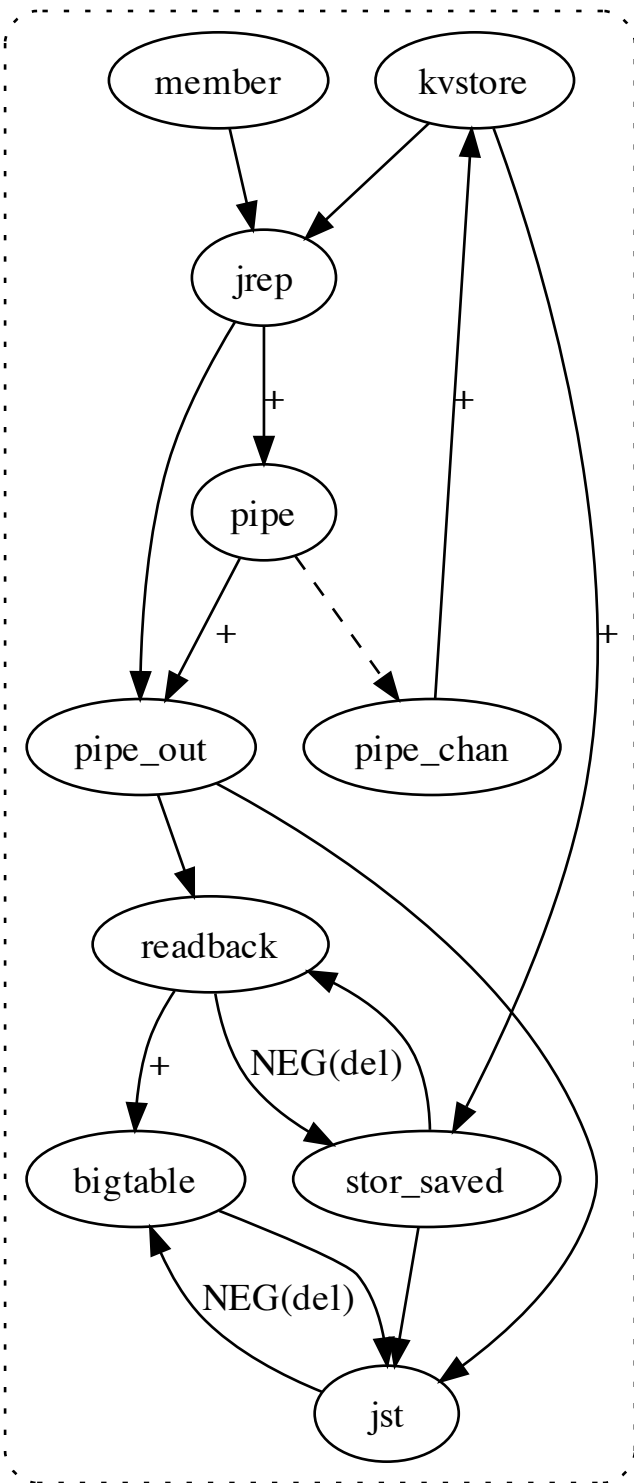 member
kvstore
jrep
+
+
pipe
+
+
pipe_out
pipe_chan
readback
+
NEG(del)
bigtable
stor_saved
NEG(del)
jst